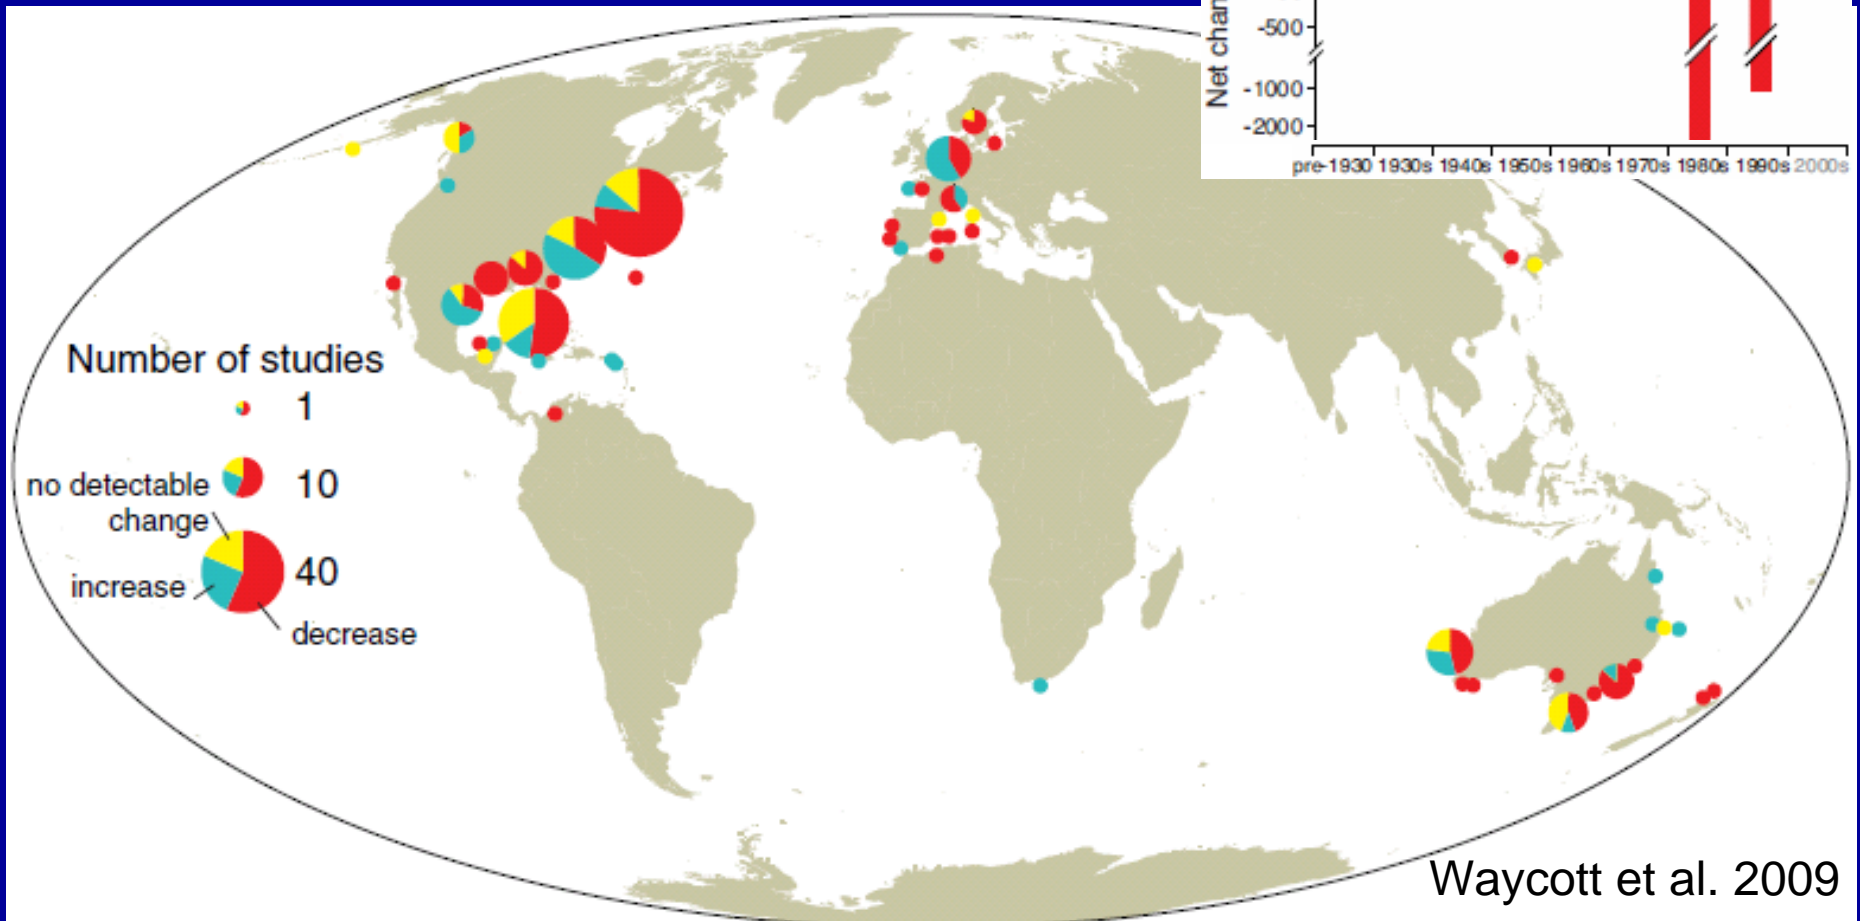 Net chan
-500
-1000
-2000
pre-1930 1930s 1940s 1950s 1960s 1970s 1980s 1990s 2000s
Number of studies
1
10
no detectable
change
40
increase
decrease
Waycott et al. 2009